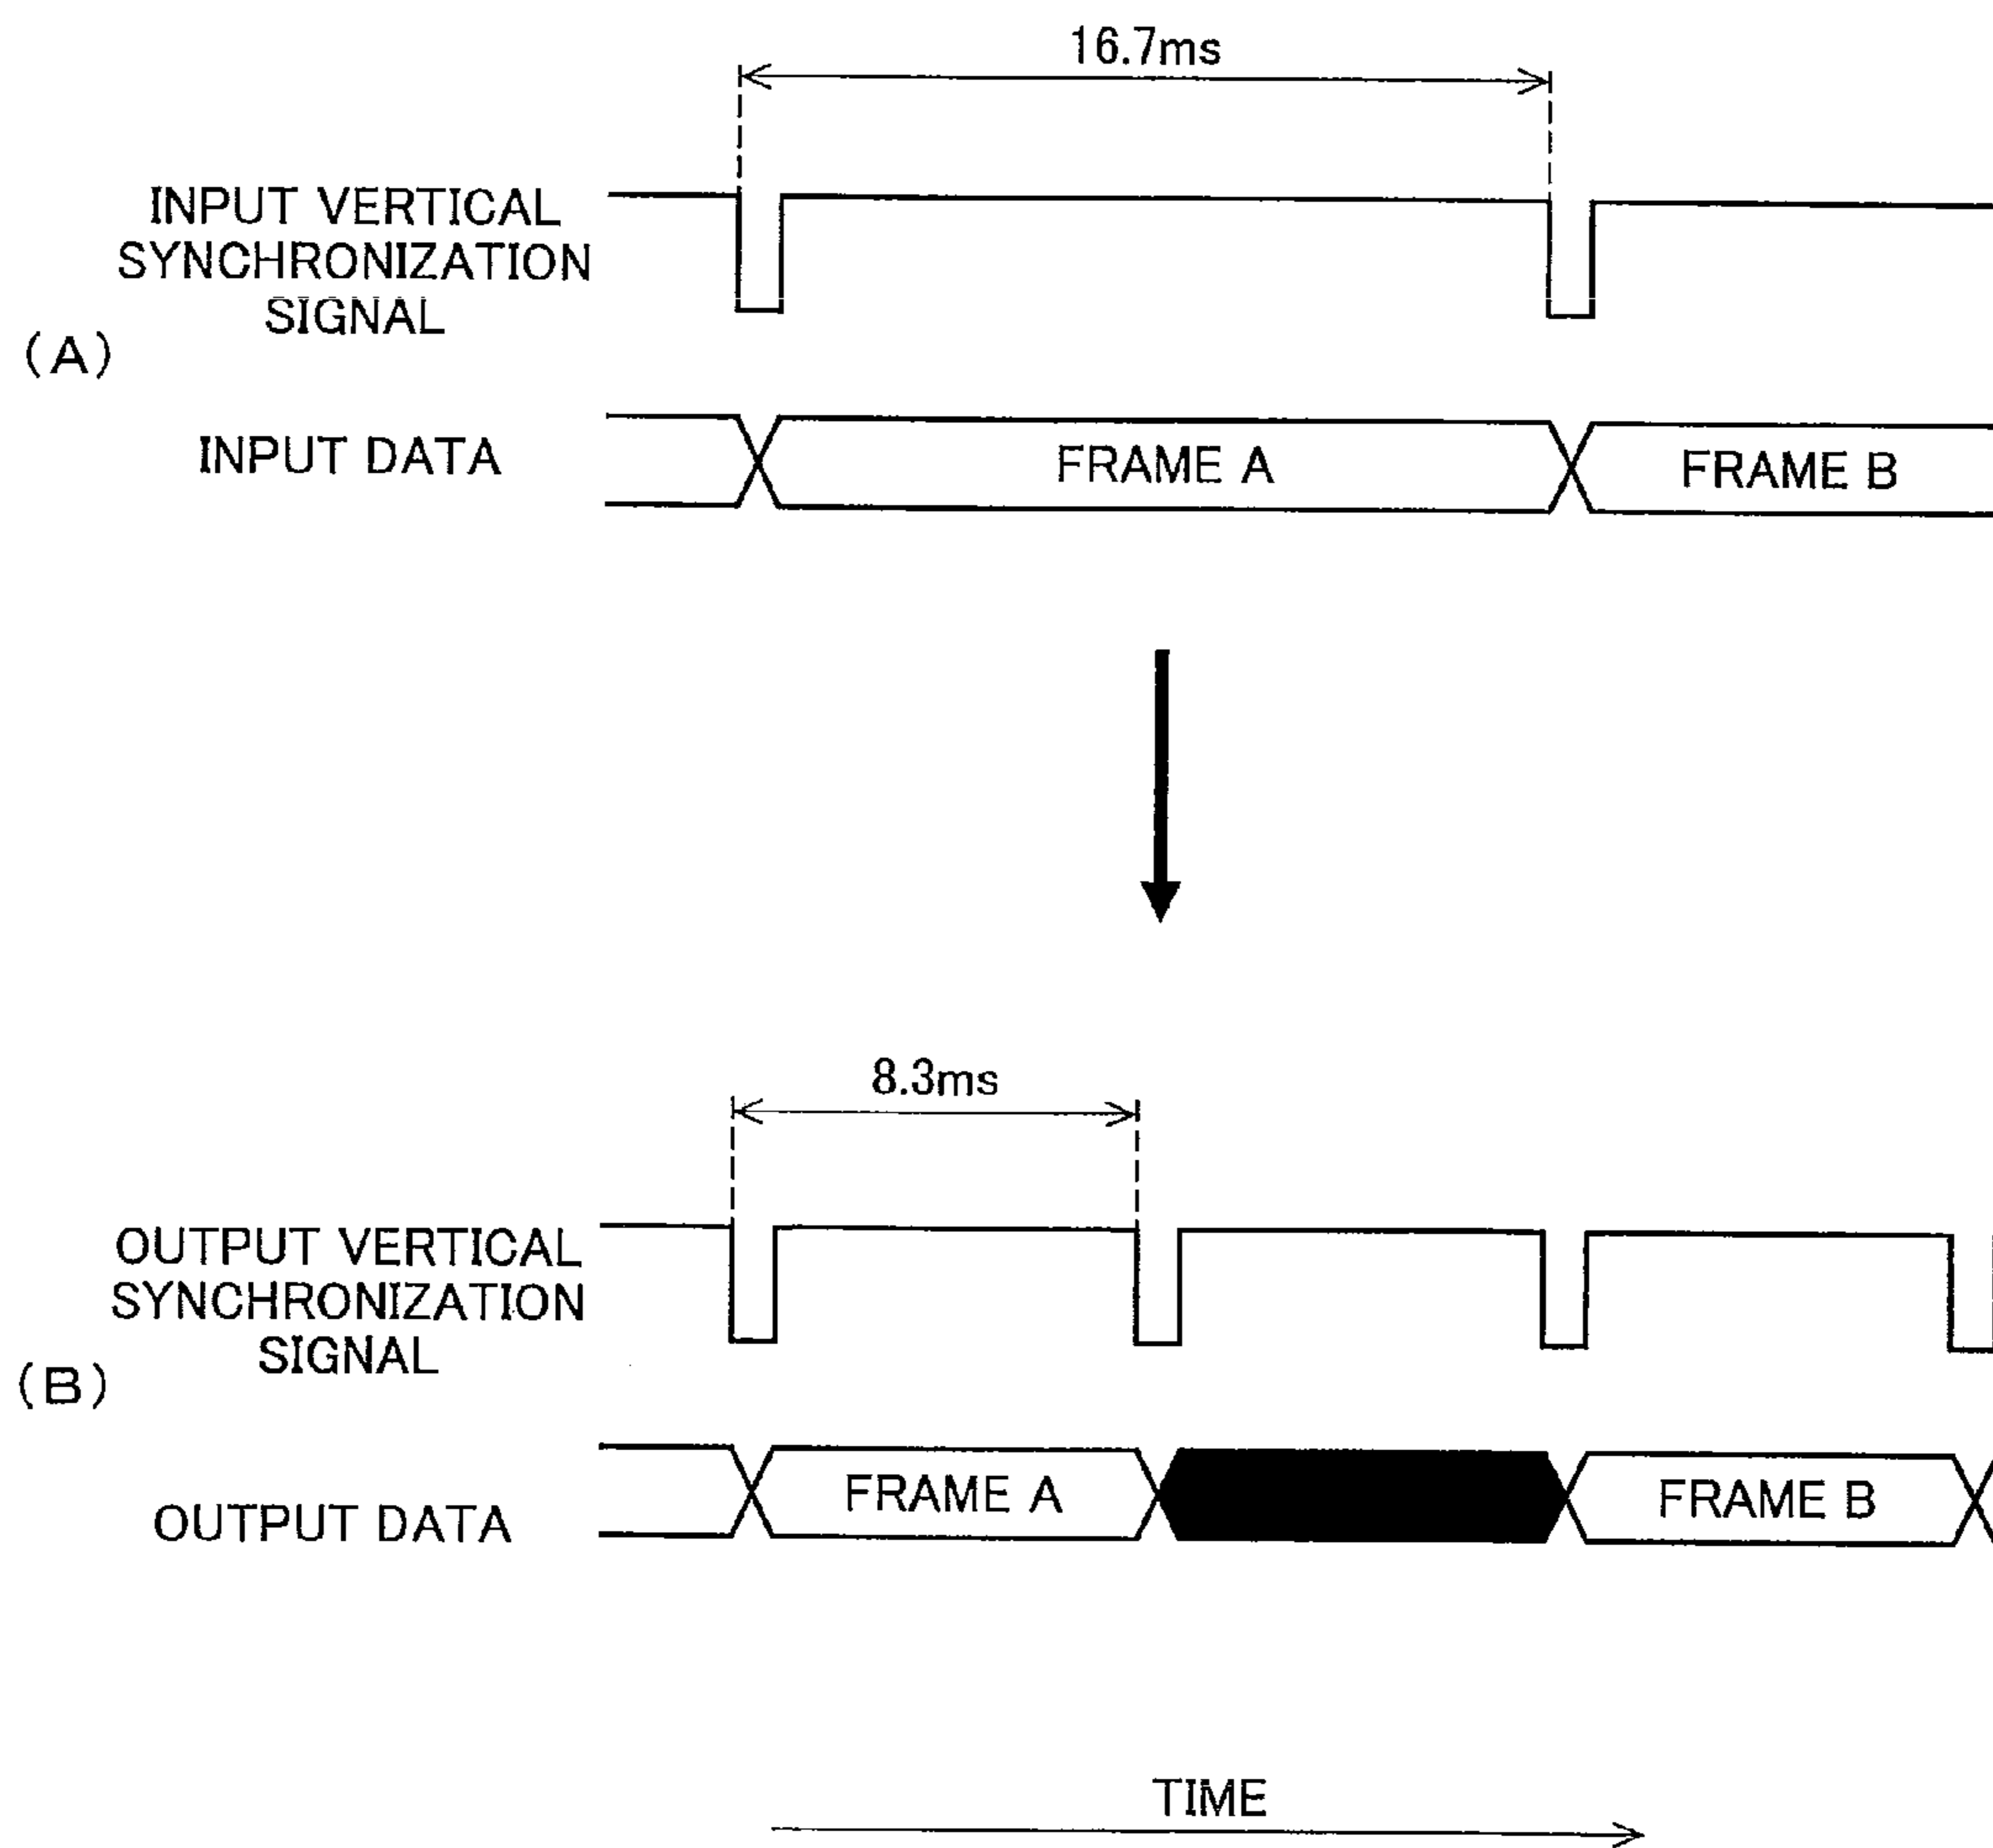 16.7ms
INPUT VERTICAL
SYNCHRONIZATION
SIGNAL
(A)
INPUT DATA
FRAME A
FRAME B
8.3ms
OUTPUT VERTICAL
SYNCHRONIZATION
SIGNAL
(B)
OUTPUT DATA
FRAME A
FRAME B
TIME